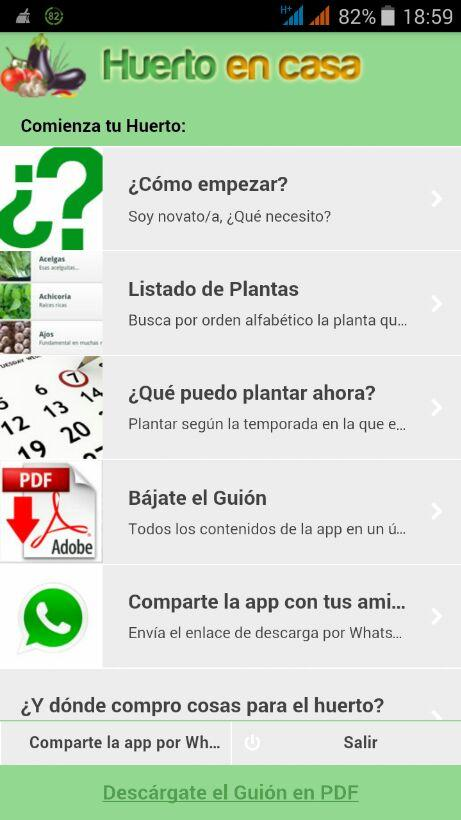 82
H+
82%
18:59
Huerto en casa
Comienza tu Huerto:
¿?
¿Cómo empezar?
Soy novato/a, ¿Qué necesito?
Acelgas
Esas acelguitas...
Achicoria
Raíces ricas
Ajos
Fundamental en muchas r
Listado de Plantas
Busca por orden alfabético la planta qu...
TUESDAY
5 6 7
12 13 14
19 20
¿Qué puedo plantar ahora?
Plantar según la temporada en la que e...
PDF
Adobe
Bájate el Guión
Todos los contenidos de la app en un ú...
Comparte la app con tus ami...
Envía el enlace de descarga por Whats...
¿Y dónde compro cosas para el huerto?
Comparte la app por Wh...
Salir
Descárgate el Guión en PDF